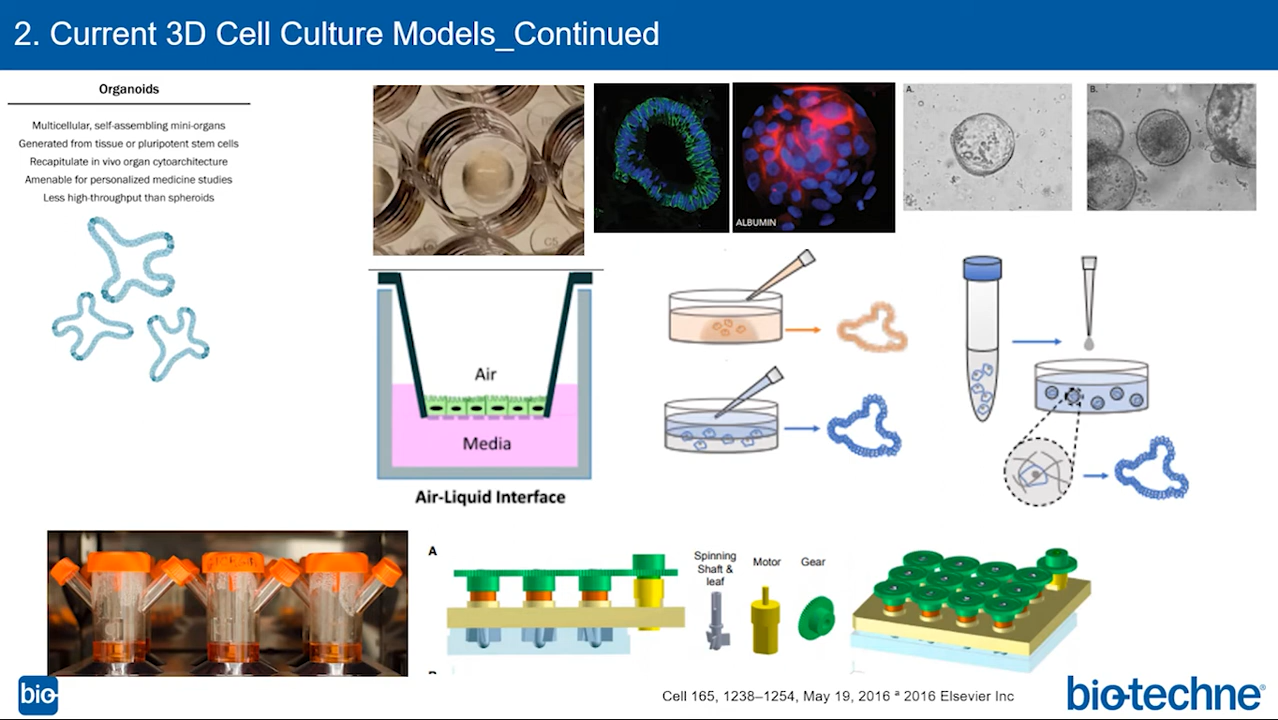 2. Current 3D Cell Culture Models_Continued
Organoids
Multicellular, self-assembling mini-organs
Generated from tissue or pluripotent stem cells
Recapitulate in vivo organ cytoarchitecture
Amenable for personalized medicine studies
Less high-throughput than spheroids
C5
ALBUMIN
A.
B.
Air
Media
Air-Liquid Interface
A
Spinning
Shaft &
leaf
Motor
Gear
Cell 165, 1238–1254, May 19, 2016 ª 2016 Elsevier Inc
bio
bio-techne®